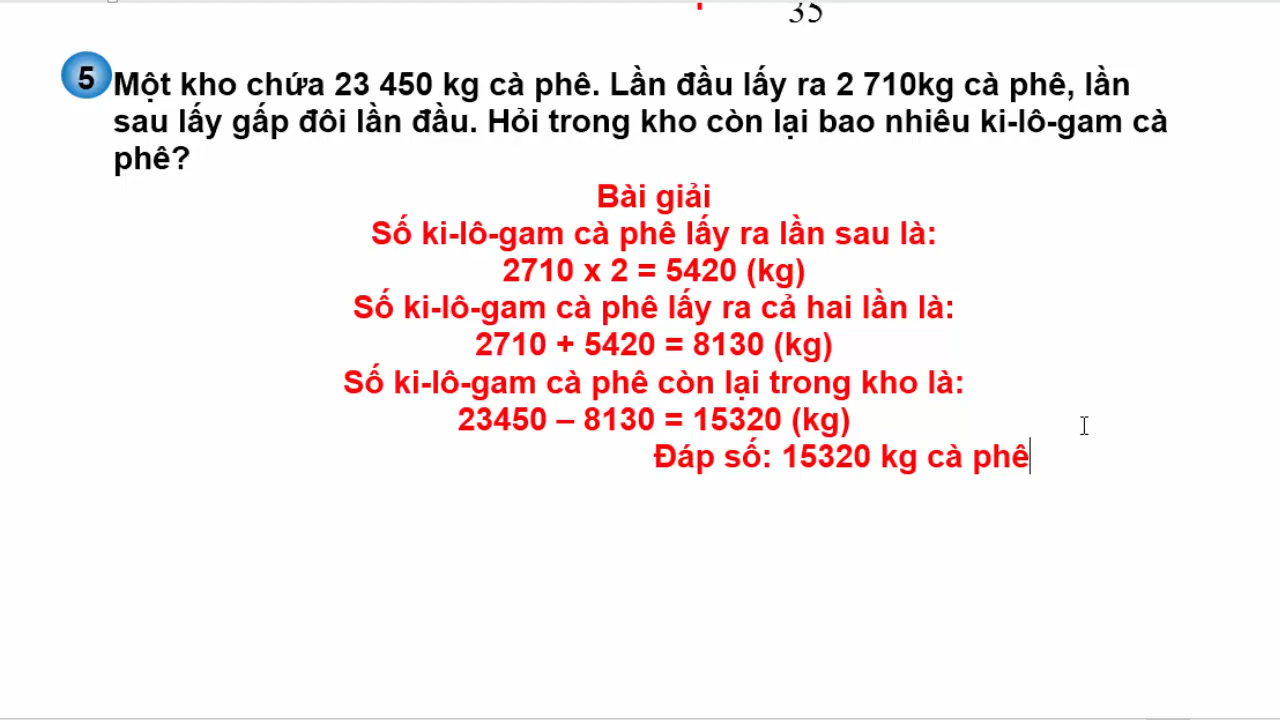 35
5 Một kho chứa 23 450 kg cà phê. Lần đầu lấy ra 2 710kg cà phê, lần
sau lấy gấp đôi lần đầu. Hỏi trong kho còn lại bao nhiêu ki-lô-gam cà
phê?
Bài giải
Số ki-lô-gam cà phê lấy ra lần sau là:
2710 x 2 = 5420 (kg)
Số ki-lô-gam cà phê lấy ra cả hai lần là:
2710 + 5420 = 8130 (kg)
Số ki-lô-gam cà phê còn lại trong kho là:
23450 – 8130 = 15320 (kg)
Đáp số: 15320 kg cà phê